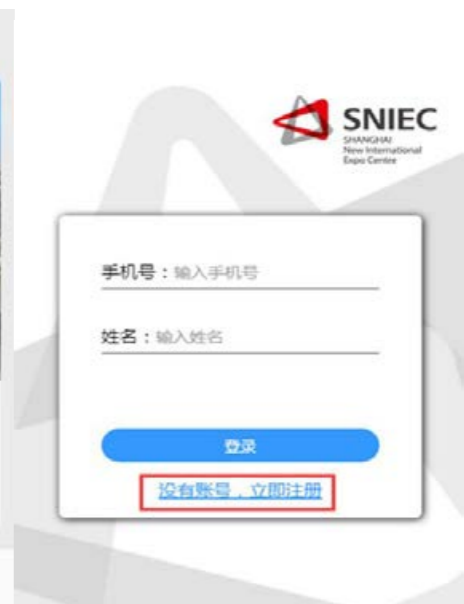 SNIEC
SHANGHAI
New International
Expo Centre
手机号：输入手机号
姓名：输入姓名
登录
没有账号，立即注册